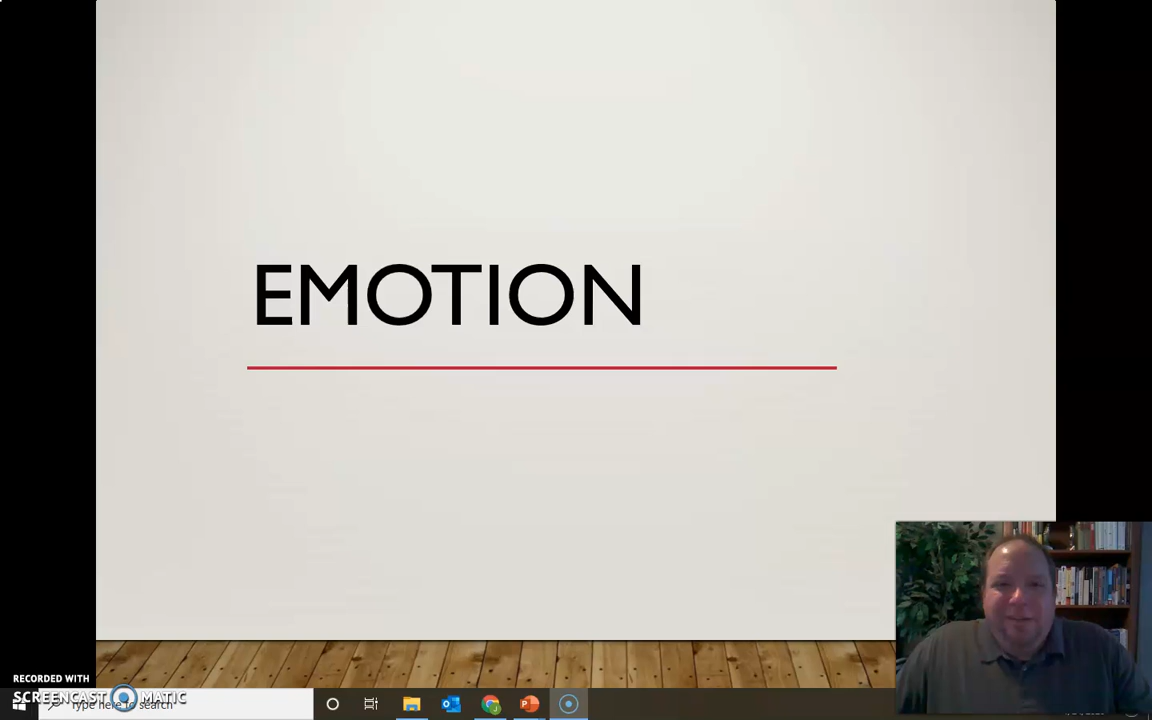 EMOTION
RECORDED WITH
SCREENCAST MATIC
Type here to search